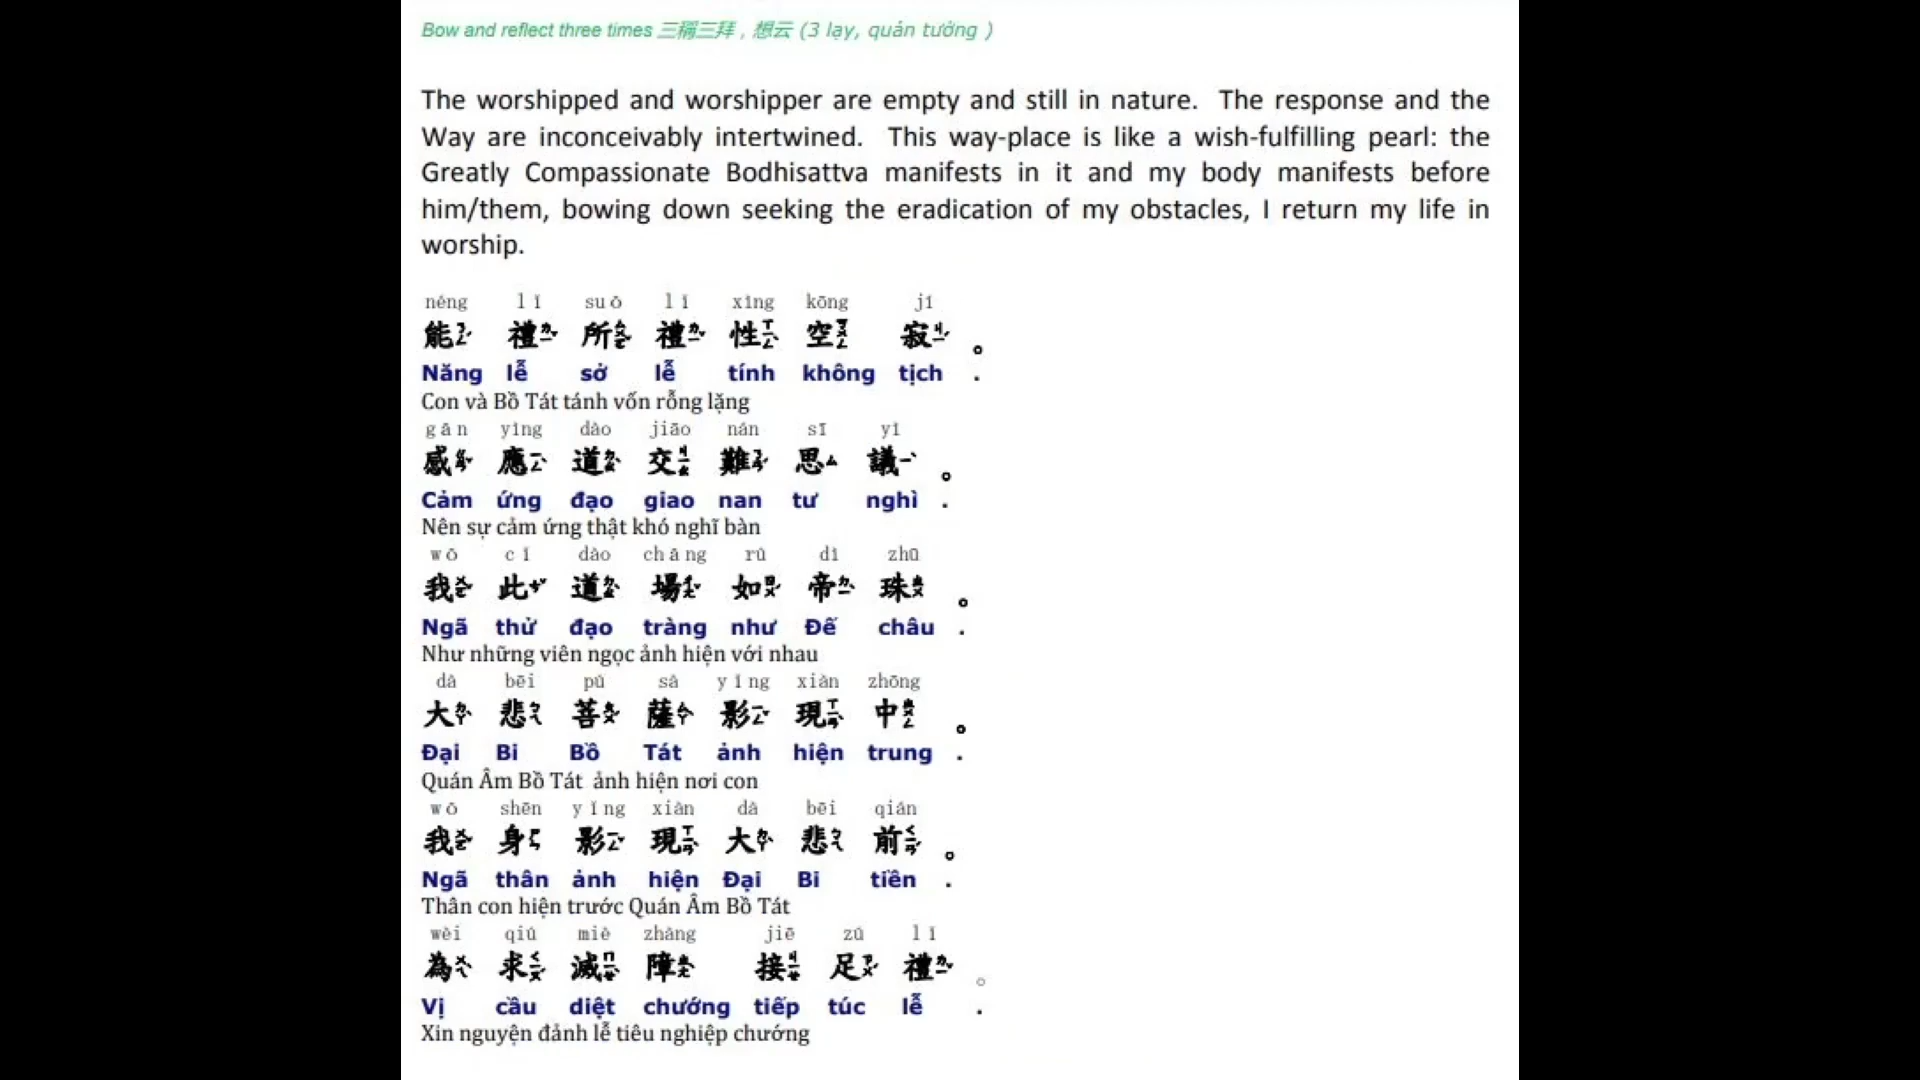 Bow and reflect three times 三稱三拜，想云 (3 lạy, quán tưởng )
The worshipped and worshipper are empty and still in nature. The response and the
Way are inconceivably intertwined. This way-place is like a wish-fulfilling pearl: the
Greatly Compassionate Bodhisattva manifests in it and my body manifests before
him/them, bowing down seeking the eradication of my obstacles, I return my life in
worship.
néng lǐ suǒ lǐ xìng kōng jí
能 禮 所 禮 性 空 寂 。
Năng lễ sở lễ tính không tịch .
Con và Bồ Tát tánh vốn rỗng lặng
gǎn yìng dào jiāo nán sī yì
感 應 道 交 難 思 議 。
Cảm ứng đạo giao nan tư nghì .
Nên sự cảm ứng thật khó nghĩ bàn
wǒ cǐ dào chǎng rú dì zhū
我 此 道 場 如 帝 珠 。
Ngã thử đạo tràng như Đế châu .
Như những viên ngọc ảnh hiện với nhau
dà bēi pú sà yǐng xiàn zhōng
大 悲 菩 薩 影 現 中 。
Đại Bi Bồ Tát ảnh hiện trung .
Quán Âm Bồ Tát ảnh hiện nơi con
wǒ shēn yǐng xiàn dà bēi qián
我 身 影 現 大 悲 前 。
Ngã thân ảnh hiện Đại Bi tiền .
Thân con hiện trước Quán Âm Bồ Tát
wèi qiú miè zhàng jiē zú lǐ
為 求 滅 障 接 足 禮 。
Vị cầu diệt chướng tiếp túc lễ .
Xin nguyện đảnh lễ tiêu nghiệp chướng